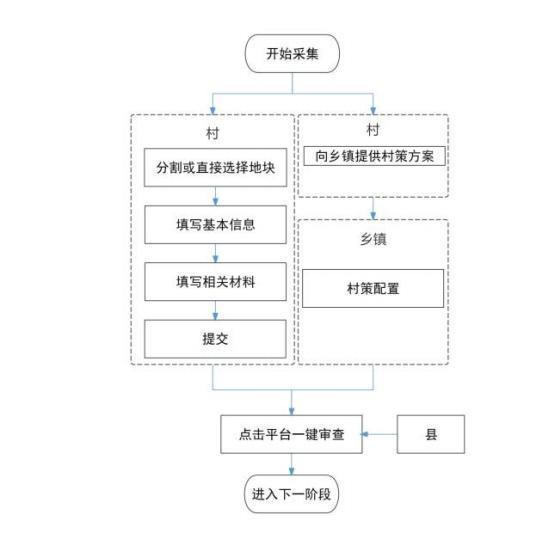 开始采集
村
分割或直接选择地块
填写基本信息
填写相关材料
提交
村
向乡镇提供村策方案
乡镇
村策配置
点击平台一键审查
县
进入下一阶段